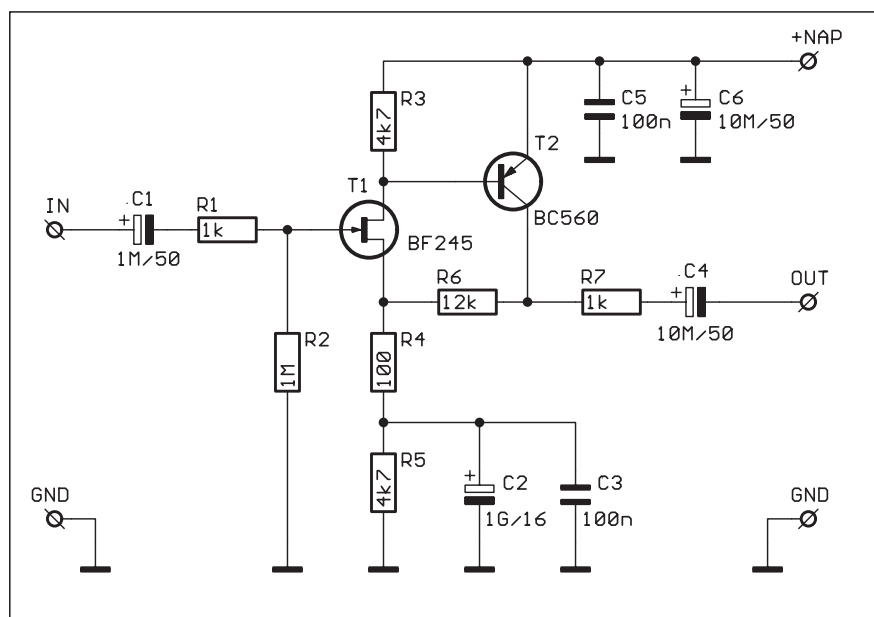 +NAP
R3
4k7
C5
100n
+
C6
10M/50
T2
BC560
T1
BF245
IN
+
C1
1M/50
R1
1k
R6
12k
R7
1k
+
C4
10M/50
OUT
R2
1M
R4
100
R5
4k7
+
C2
1G/16
C3
100n
GND
GND